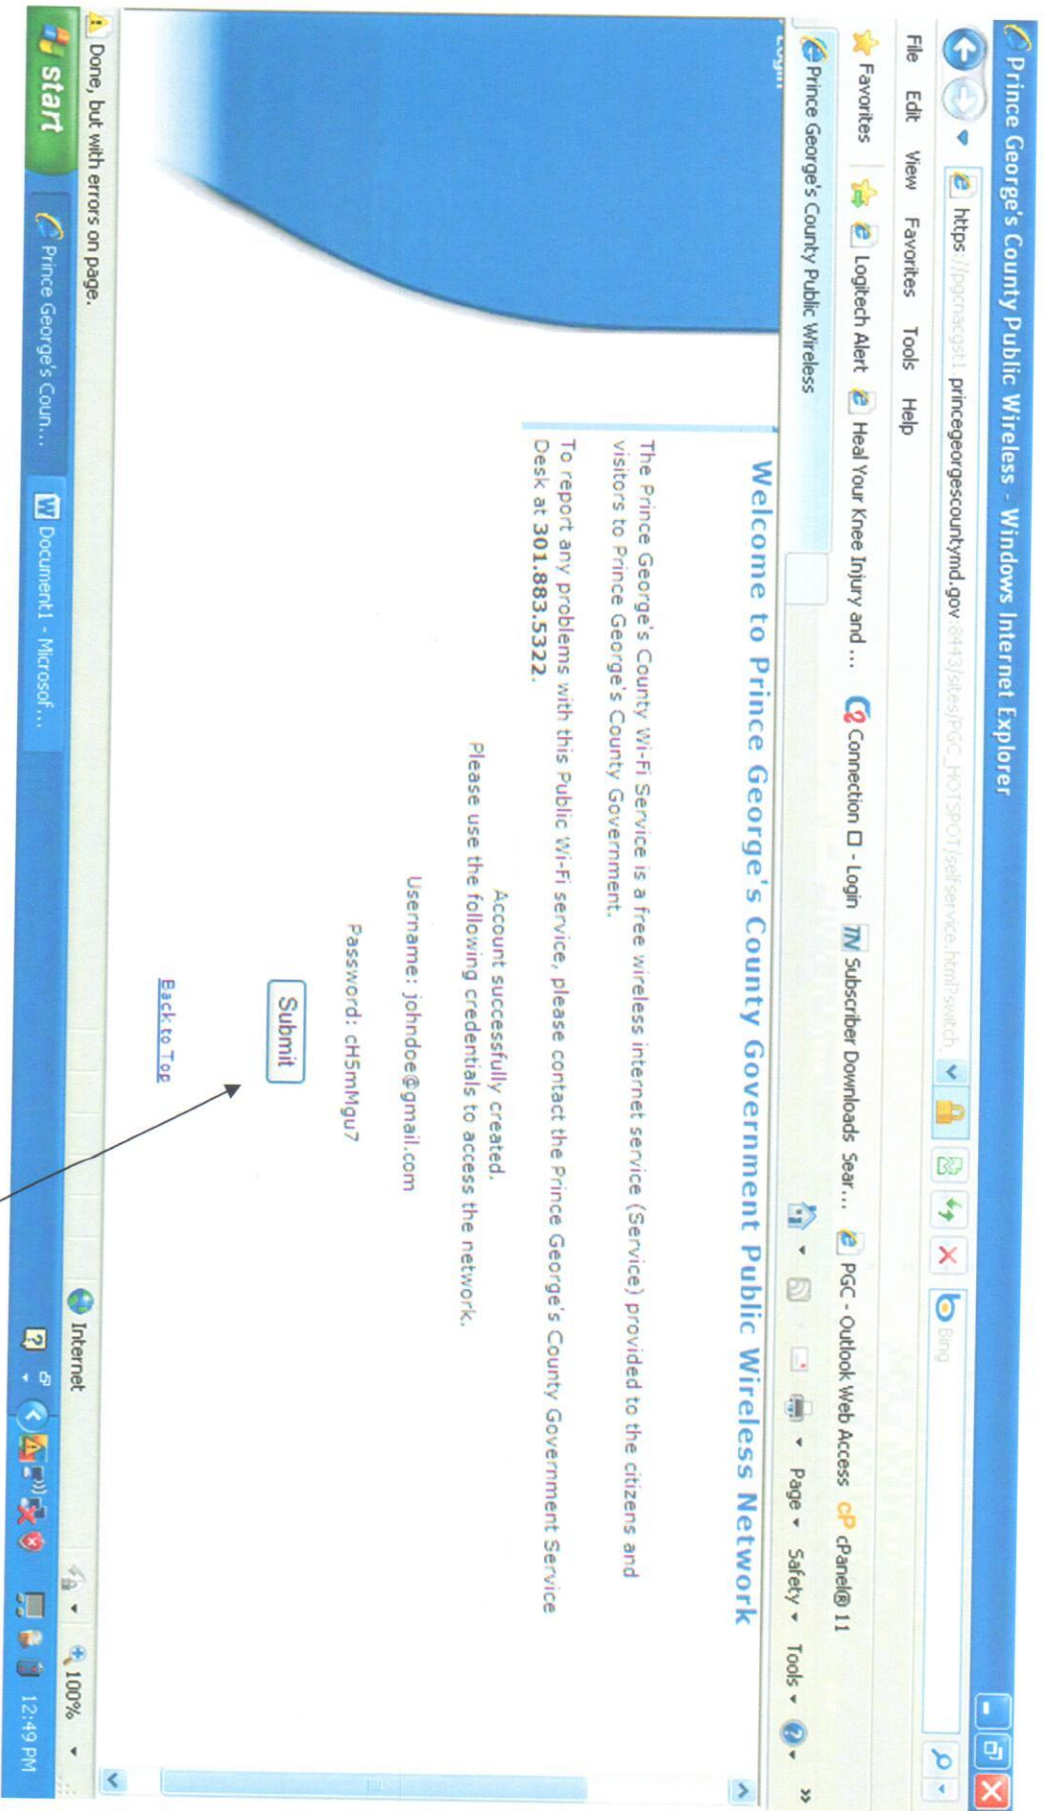 Prince George's County Public Wireless - Windows Internet Explorer
https://pgcnacgst1.princegeorgescountymd.gov:8443/sites/PGC_HOTSPOT/selfservice.html?switch_
Bing
File Edit View Favorites Tools Help
Favorites Logitech Alert Heal Your Knee Injury and ... Connection □ - Login TN Subscriber Downloads Sear... PGC - Outlook Web Access cP cPanel® 11
Prince George's County Public Wireless
Page Safety Tools
Login
Welcome to Prince George's County Government Public Wireless Network
The Prince George's County Wi-Fi Service is a free wireless internet service (Service) provided to the citizens and
visitors to Prince George's County Government.
To report any problems with this Public Wi-Fi service, please contact the Prince George's County Government Service
Desk at 301.883.5322.
Account successfully created.
Please use the following credentials to access the network.
Username: johndoe@gmail.com
Password: cH5mMgu7
Submit
Back to Top
Done, but with errors on page.
Internet
100%
start
Prince George's Coun...
Document1 - Microsof...
12:49 PM